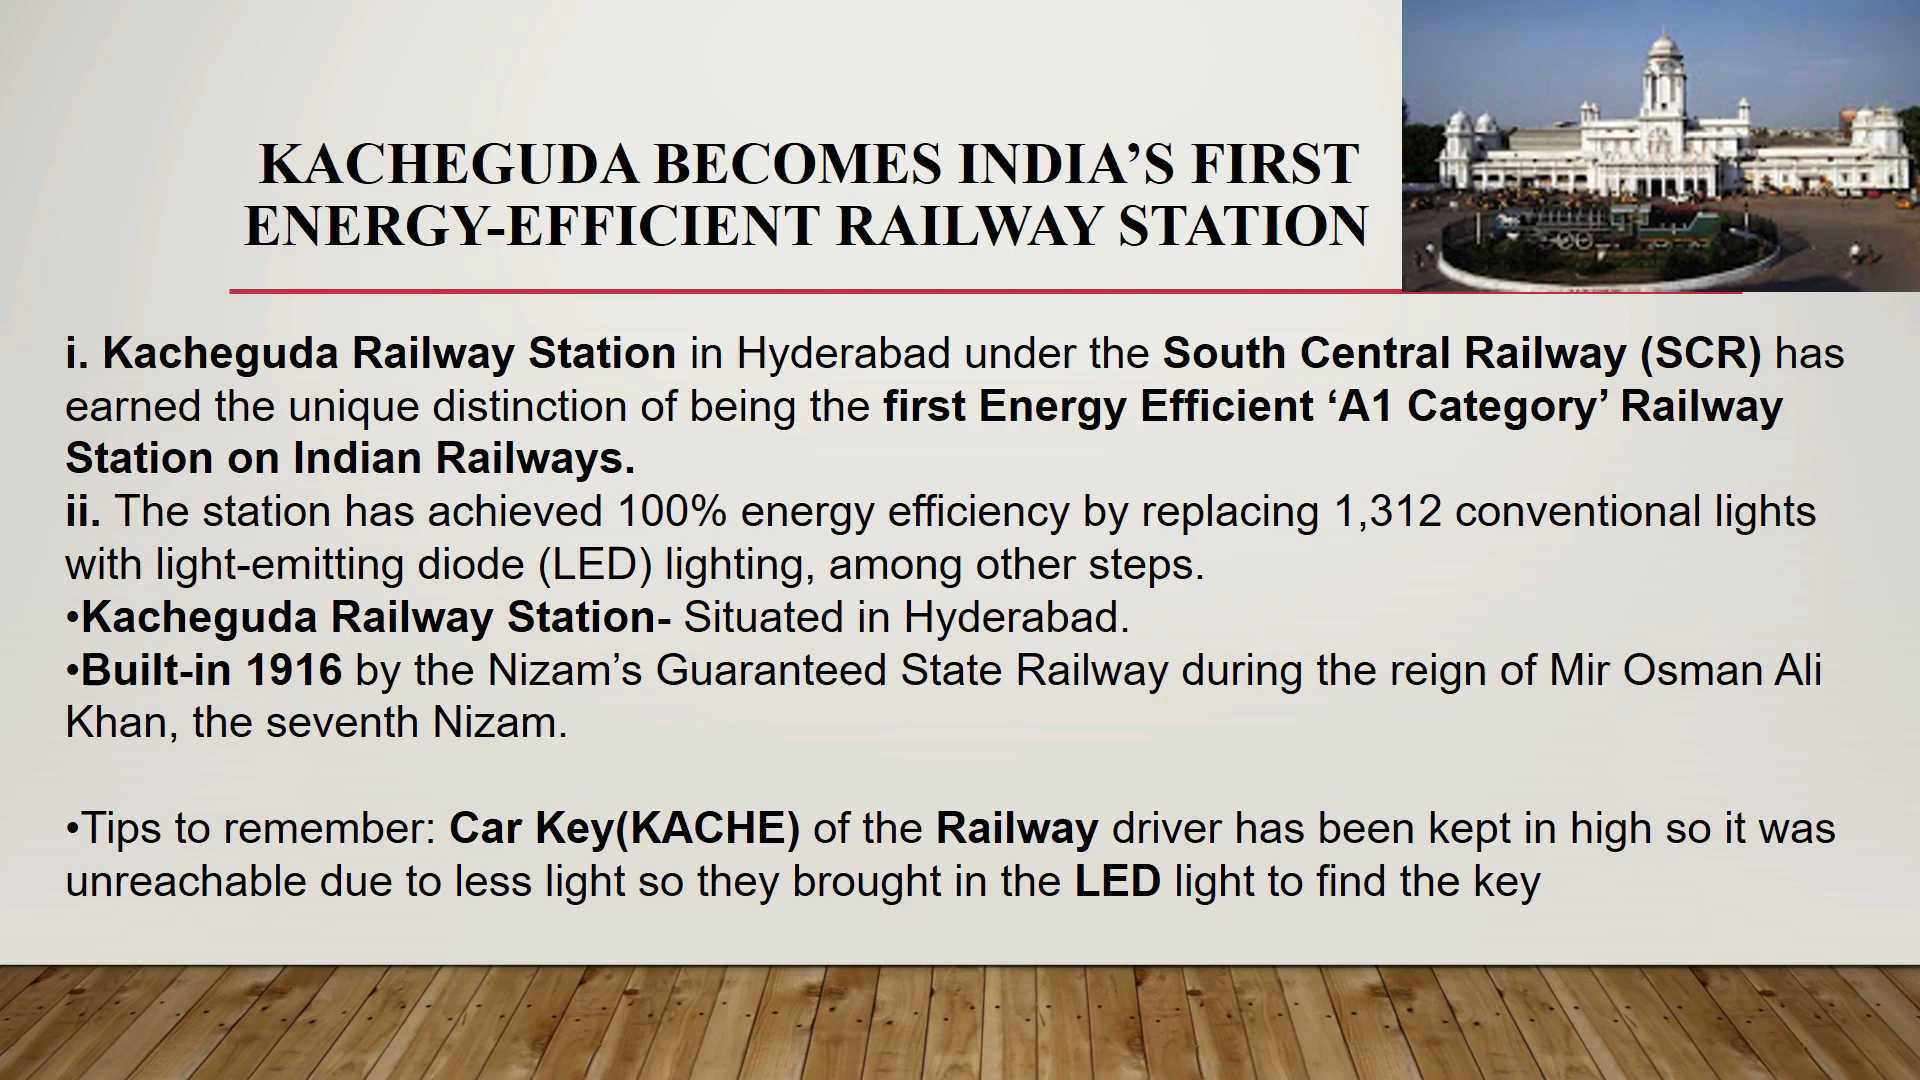 KACHEGUDA BECOMES INDIA’S FIRST
ENERGY-EFFICIENT RAILWAY STATION
i. Kacheguda Railway Station in Hyderabad under the South Central Railway (SCR) has
earned the unique distinction of being the first Energy Efficient ‘A1 Category’ Railway
Station on Indian Railways.
ii. The station has achieved 100% energy efficiency by replacing 1,312 conventional lights
with light-emitting diode (LED) lighting, among other steps.
•Kacheguda Railway Station- Situated in Hyderabad.
•Built-in 1916 by the Nizam’s Guaranteed State Railway during the reign of Mir Osman Ali
Khan, the seventh Nizam.
•Tips to remember: Car Key(KACHE) of the Railway driver has been kept in high so it was
unreachable due to less light so they brought in the LED light to find the key